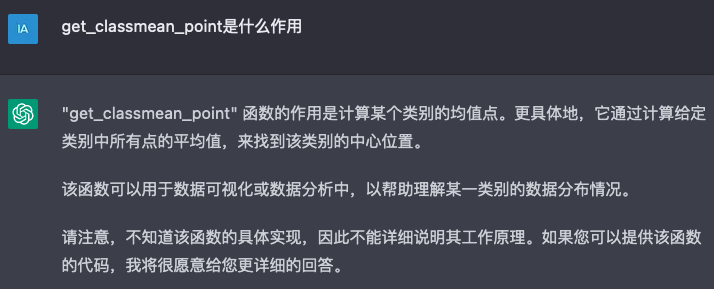 IA
get_classmean_point是什么作用
"get_classmean_point" 函数的作用是计算某个类别的均值点。更具体地，它通过计算给定
类别中所有点的平均值，来找到该类别的中心位置。
该函数可以用于数据可视化或数据分析中，以帮助理解某一类别的数据分布情况。
请注意，不知道该函数的具体实现，因此不能详细说明其工作原理。如果您可以提供该函数
的代码，我将很愿意给您更详细的回答。